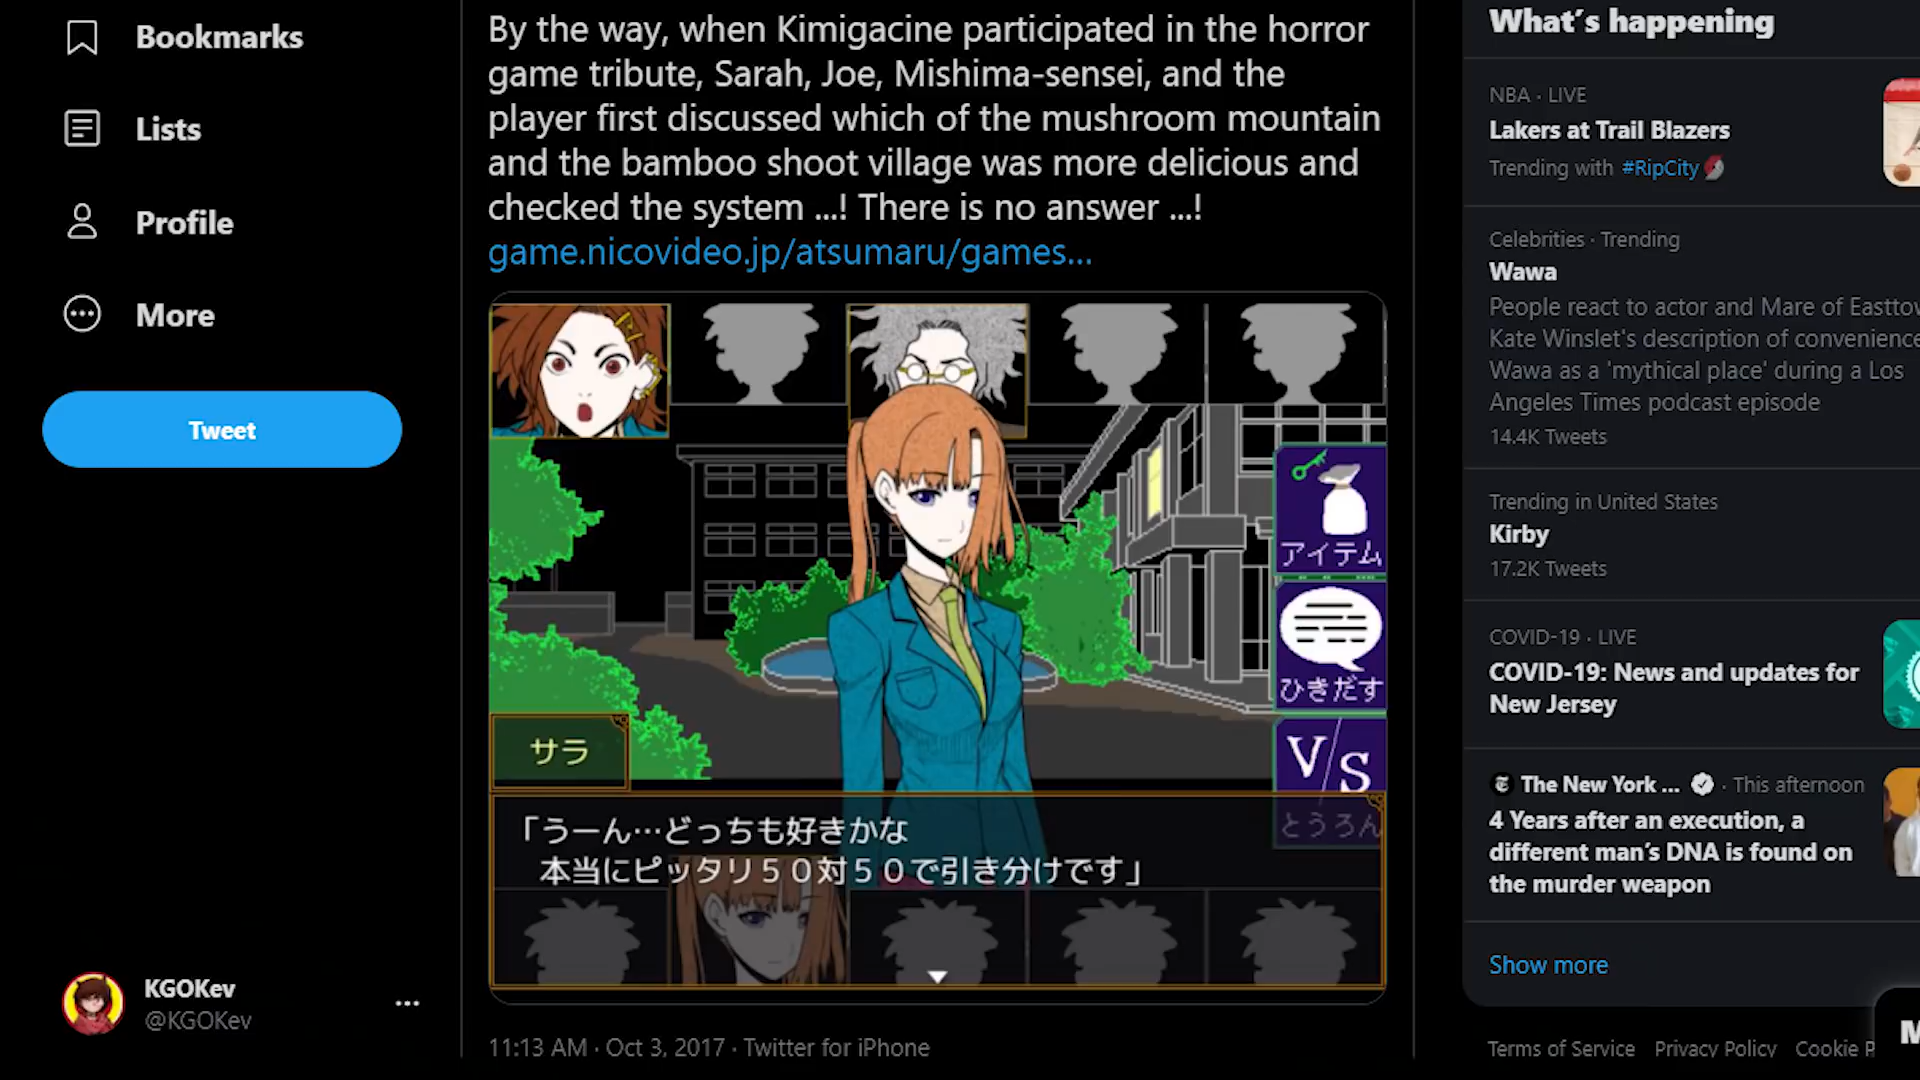 Bookmarks
Lists
Profile
More
Tweet
KGOKev
@KGOKev
By the way, when Kimigacine participated in the horror
game tribute, Sarah, Joe, Mishima-sensei, and the
player first discussed which of the mushroom mountain
and the bamboo shoot village was more delicious and
checked the system ...! There is no answer ...!
game.nicovideo.jp/atsumaru/games...
アイテム
ひきだす
V/S
とうろん
サラ
「うーん…どっちも好きかな
本当にピッタリ50対50で引き分けです」
11:13 AM · Oct 3, 2017 · Twitter for iPhone
What's happening
NBA · LIVE
Lakers at Trail Blazers
Trending with #RipCity
Celebrities · Trending
Wawa
People react to actor and Mare of Easttow
Kate Winslet's description of convenience
Wawa as a 'mythical place' during a Los
Angeles Times podcast episode
14.4K Tweets
Trending in United States
Kirby
17.2K Tweets
COVID-19 · LIVE
COVID-19: News and updates for
New Jersey
The New York ... · This afternoon
4 Years after an execution, a
different man's DNA is found on
the murder weapon
Show more
Terms of Service Privacy Policy Cookie P
M